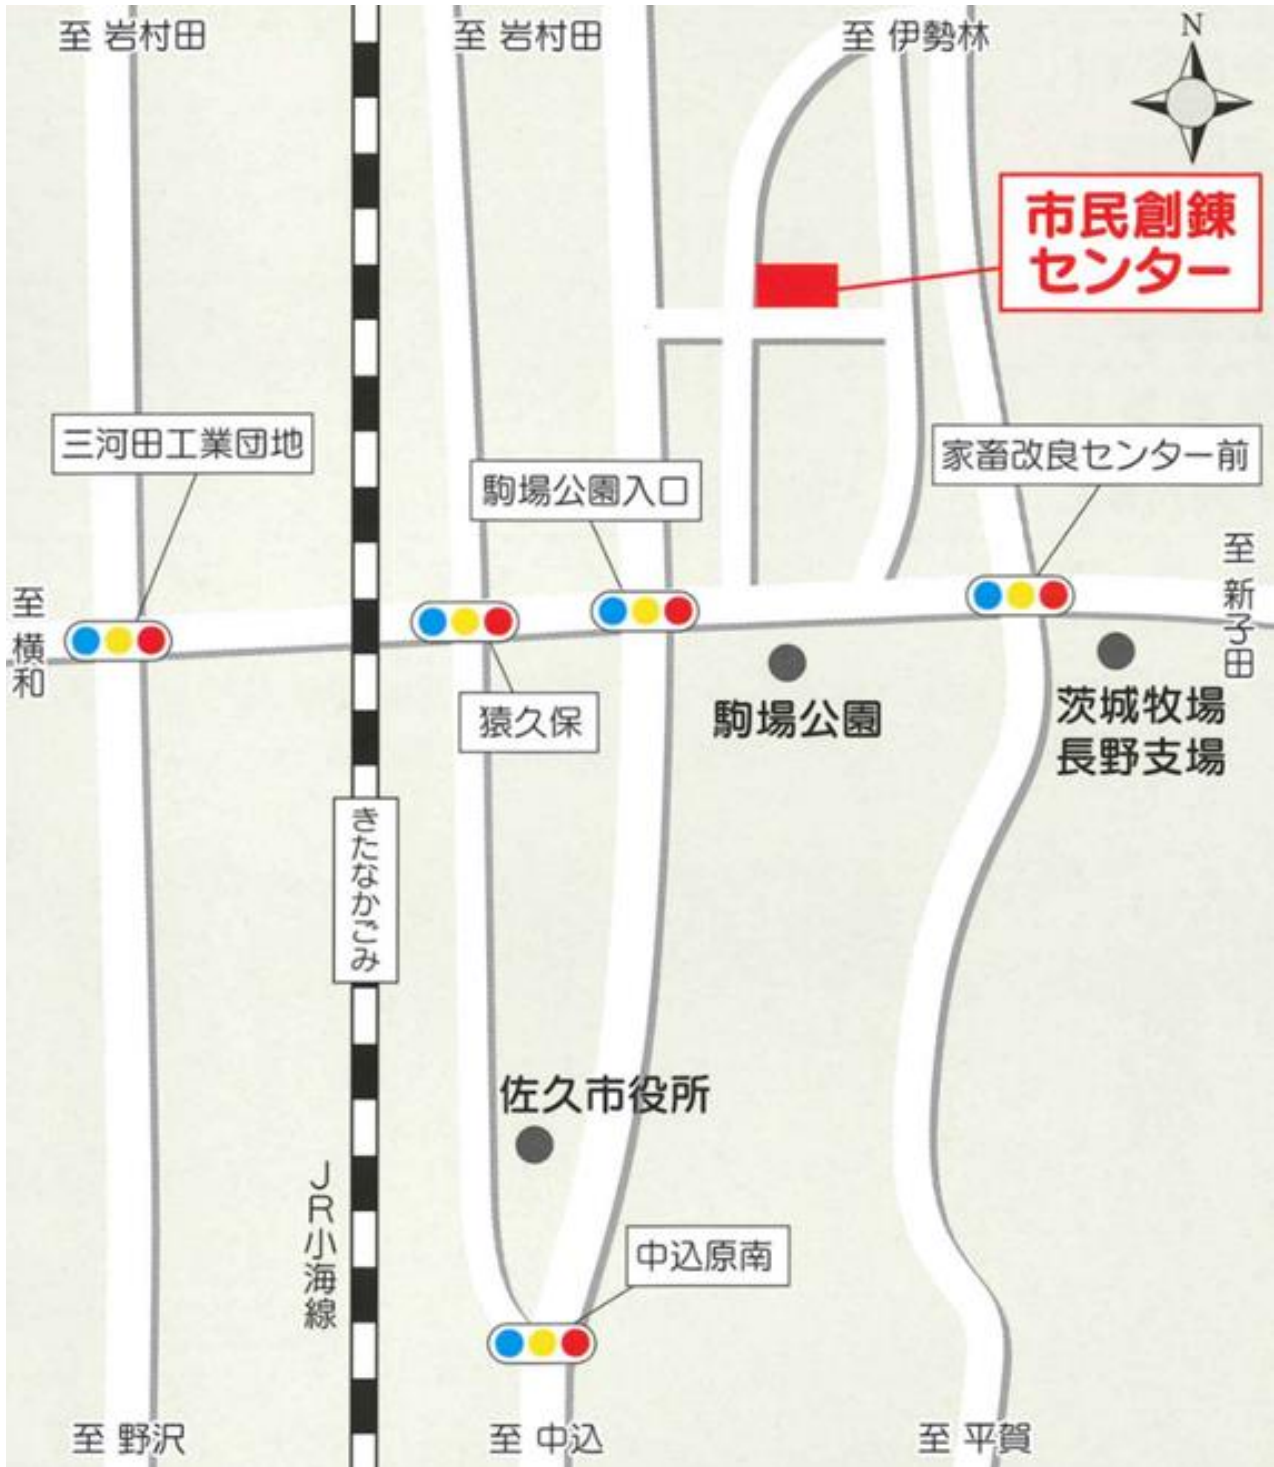 至 岩村田
至 岩村田
至 伊勢林
N
市民創錬
センター
三河田工業団地
駒場公園入口
家畜改良センター前
至 新子田
至 横和
猿久保
駒場公園
茨城牧場
長野支場
きたなかごみ
佐久市役所
JR小海線
中込原南
至 野沢
至 中込
至 平賀